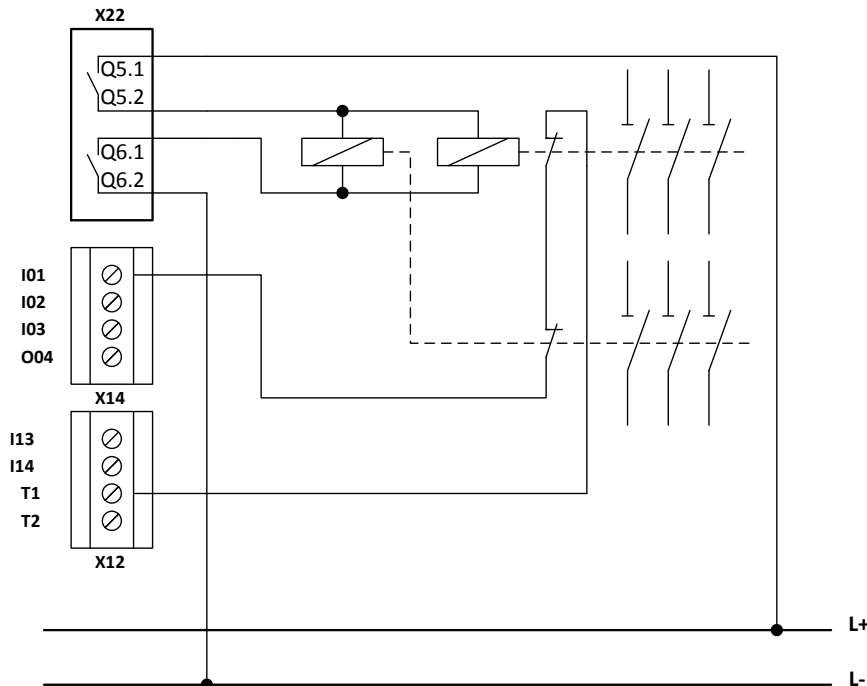 X22
Q5.1
Q5.2
Q6.1
Q6.2
I01
I02
I03
O04
X14
I13
I14
T1
T2
X12
L+
L-